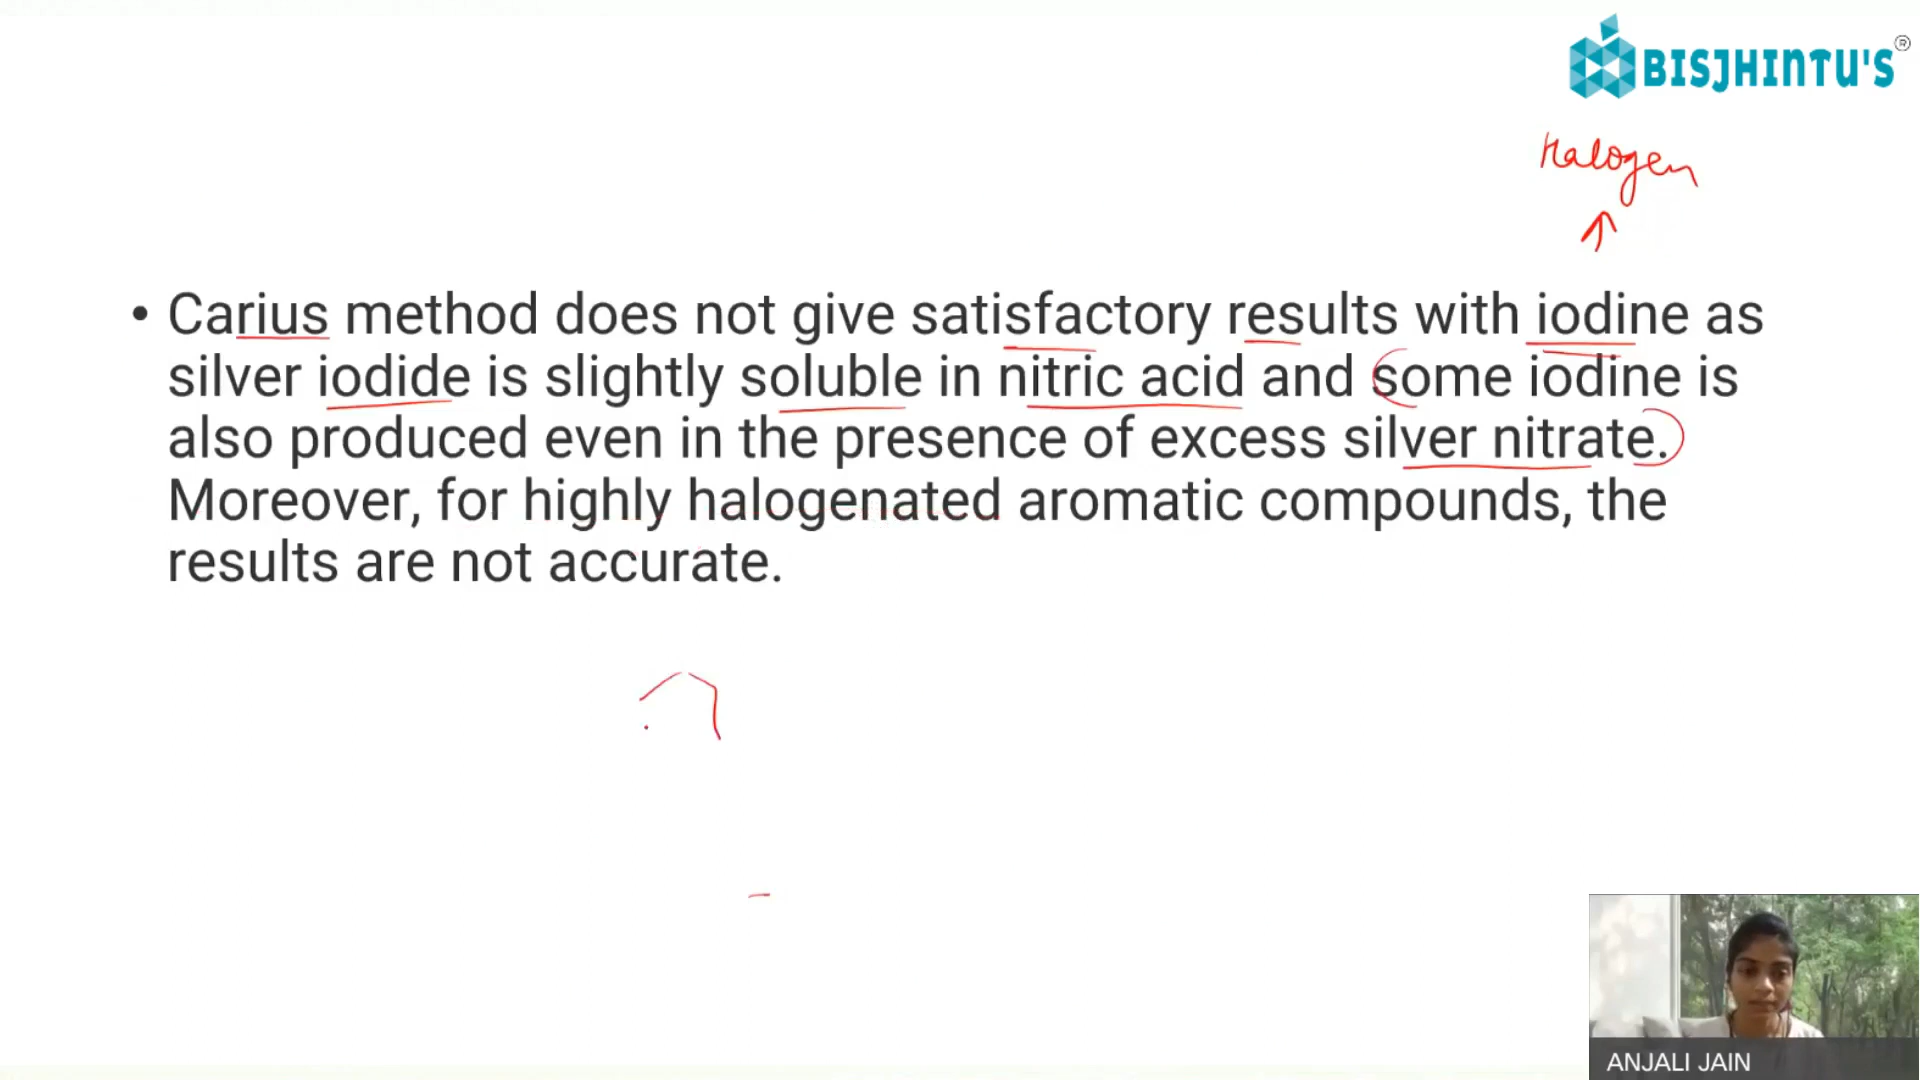 BISJHINTU'S®
Halogen
• Carius method does not give satisfactory results with iodine as
silver iodide is slightly soluble in nitric acid and some iodine is
also produced even in the presence of excess silver nitrate.
Moreover, for highly halogenated aromatic compounds, the
results are not accurate.
ANJALI JAIN